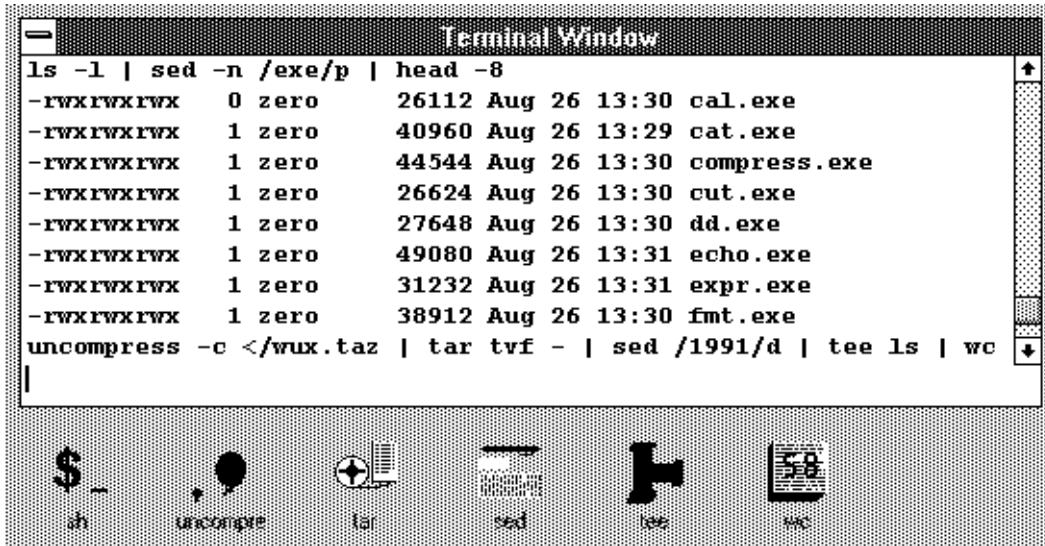 Terminal Window
ls -l | sed -n /exe/p | head -8
-rwxrwxrwx   0 zero     26112 Aug 26 13:30 cal.exe
-rwxrwxrwx   1 zero     40960 Aug 26 13:29 cat.exe
-rwxrwxrwx   1 zero     44544 Aug 26 13:30 compress.exe
-rwxrwxrwx   1 zero     26624 Aug 26 13:30 cut.exe
-rwxrwxrwx   1 zero     27648 Aug 26 13:30 dd.exe
-rwxrwxrwx   1 zero     49080 Aug 26 13:31 echo.exe
-rwxrwxrwx   1 zero     31232 Aug 26 13:31 expr.exe
-rwxrwxrwx   1 zero     38912 Aug 26 13:30 fmt.exe
uncompress -c </wux.taz | tar tvf - | sed /1991/d | tee ls | wc
$_ 58
sh uncompre tar sed tee wc